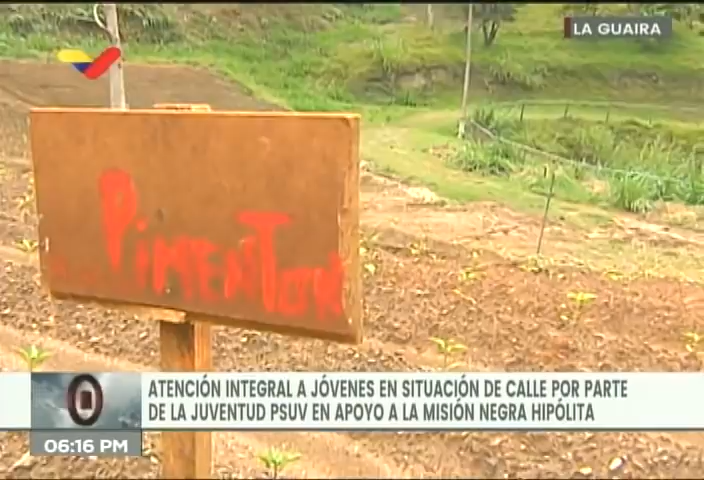 LA GUAIRA
PimenTon
ATENCIÓN INTEGRAL A JÓVENES EN SITUACIÓN DE CALLE POR PARTE
DE LA JUVENTUD PSUV EN APOYO A LA MISIÓN NEGRA HIPÓLITA
06:16 PM